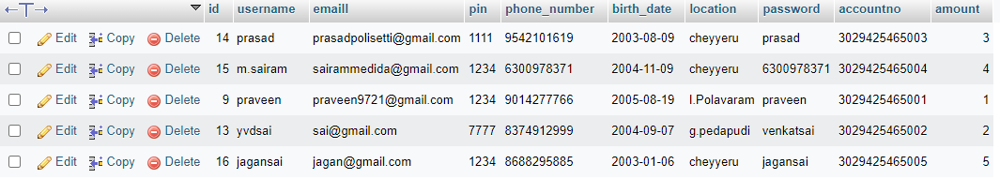 id username emaill pin phone_number birth_date location password accountno amount
Edit Copy Delete 14 prasad prasadpolisetti@gmail.com 1111 9542101619 2003-08-09 cheyyeru prasad 3029425465003 3
Edit Copy Delete 15 m.sairam sairammedida@gmail.com 1234 6300978371 2004-11-09 cheyyeru 6300978371 3029425465004 4
Edit Copy Delete 9 praveen praveen9721@gmail.com 1234 9014277766 2005-08-19 I.Polavaram praveen 3029425465001 1
Edit Copy Delete 13 yvdsai sai@gmail.com 7777 8374912999 2004-09-07 g.pedapudi venkatsai 3029425465002 2
Edit Copy Delete 16 jagansai jagan@gmail.com 1234 8688295885 2003-01-06 cheyyeru jagansai 3029425465005 5